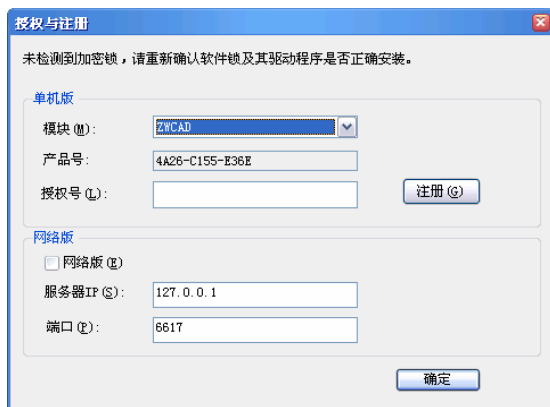 授权与注册
未检测到加密锁，请重新确认软件锁及其驱动程序是否正确安装。
单机版
模块(M)： ZWCAD
产品号： 4A26-C155-E36E
授权号(L)： 注册(G)
网络版
网络版(E)
服务器IP(S)： 127.0.0.1
端口(P)： 6617
确定